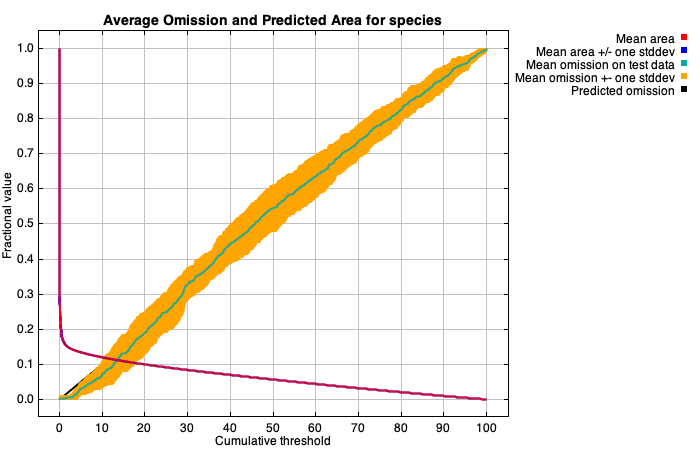 Average Omission and Predicted Area for species
Mean area
Mean area +/- one stddev
Mean omission on test data
Mean omission +- one stddev
Predicted omission
Fractional value
1.0
0.9
0.8
0.7
0.6
0.5
0.4
0.3
0.2
0.1
0.0
0 10 20 30 40 50 60 70 80 90 100
Cumulative threshold